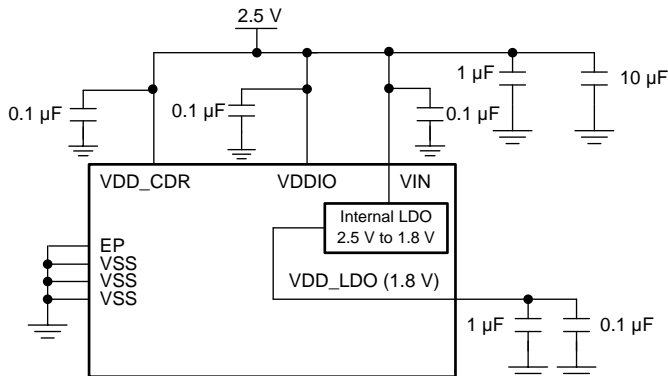 2.5 V
1 µF
10 µF
0.1 µF
0.1 µF
0.1 µF
VDD_CDR
VDDIO
VIN
Internal LDO
2.5 V to 1.8 V
EP
VSS
VSS
VSS
VDD_LDO (1.8 V)
1 µF
0.1 µF